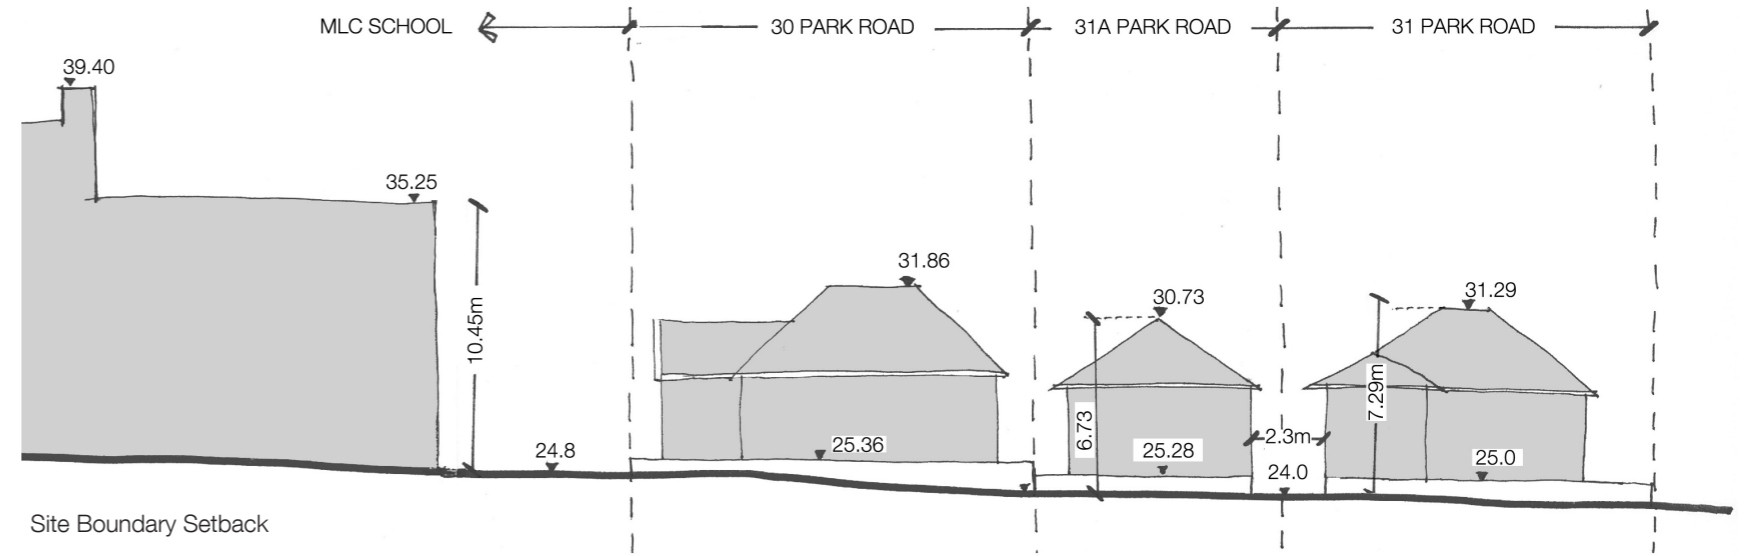 MLC SCHOOL
30 PARK ROAD
31A PARK ROAD
31 PARK ROAD
39.40
35.25
10.45m
24.8
31.86
25.36
30.73
6.73
25.28
2.3m
24.0
31.29
7.29m
25.0
Site Boundary Setback